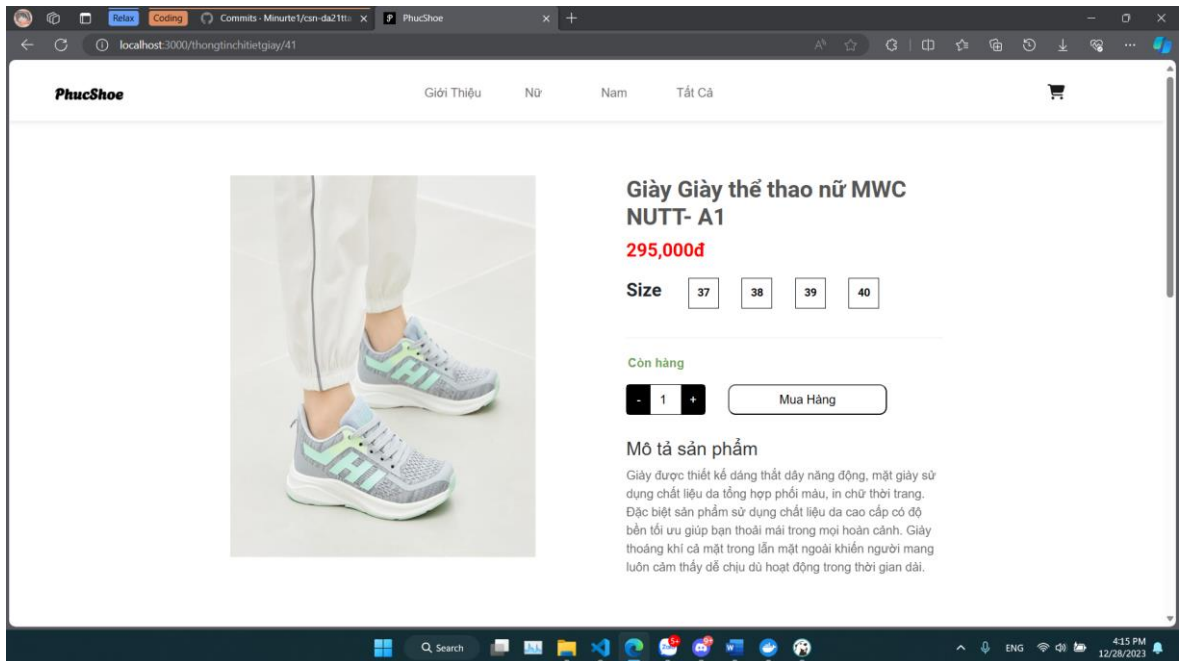 Relax
Coding
Commits · Minurte1/csn-da21tta
PhucShoe
localhost:3000/thongtinchitietgiay/41
PhucShoe
Giới Thiệu
Nữ
Nam
Tất Cả
Giày Giày thể thao nữ MWC
NUTT- A1
295,000đ
Size
37
38
39
40
Còn hàng
- 1 +
Mua Hàng
Mô tả sản phẩm
Giày được thiết kế dáng thắt dây năng động, mặt giày sử
dụng chất liệu da tổng hợp phối màu, in chữ thời trang.
Đặc biệt sản phẩm sử dụng chất liệu da cao cấp có độ
bền tối ưu giúp bạn thoải mái trong mọi hoàn cảnh. Giày
thoáng khí cả mặt trong lẫn mặt ngoài khiến người mang
luôn cảm thấy dễ chịu dù hoạt động trong thời gian dài.
Search
ENG
4:15 PM
12/28/2023